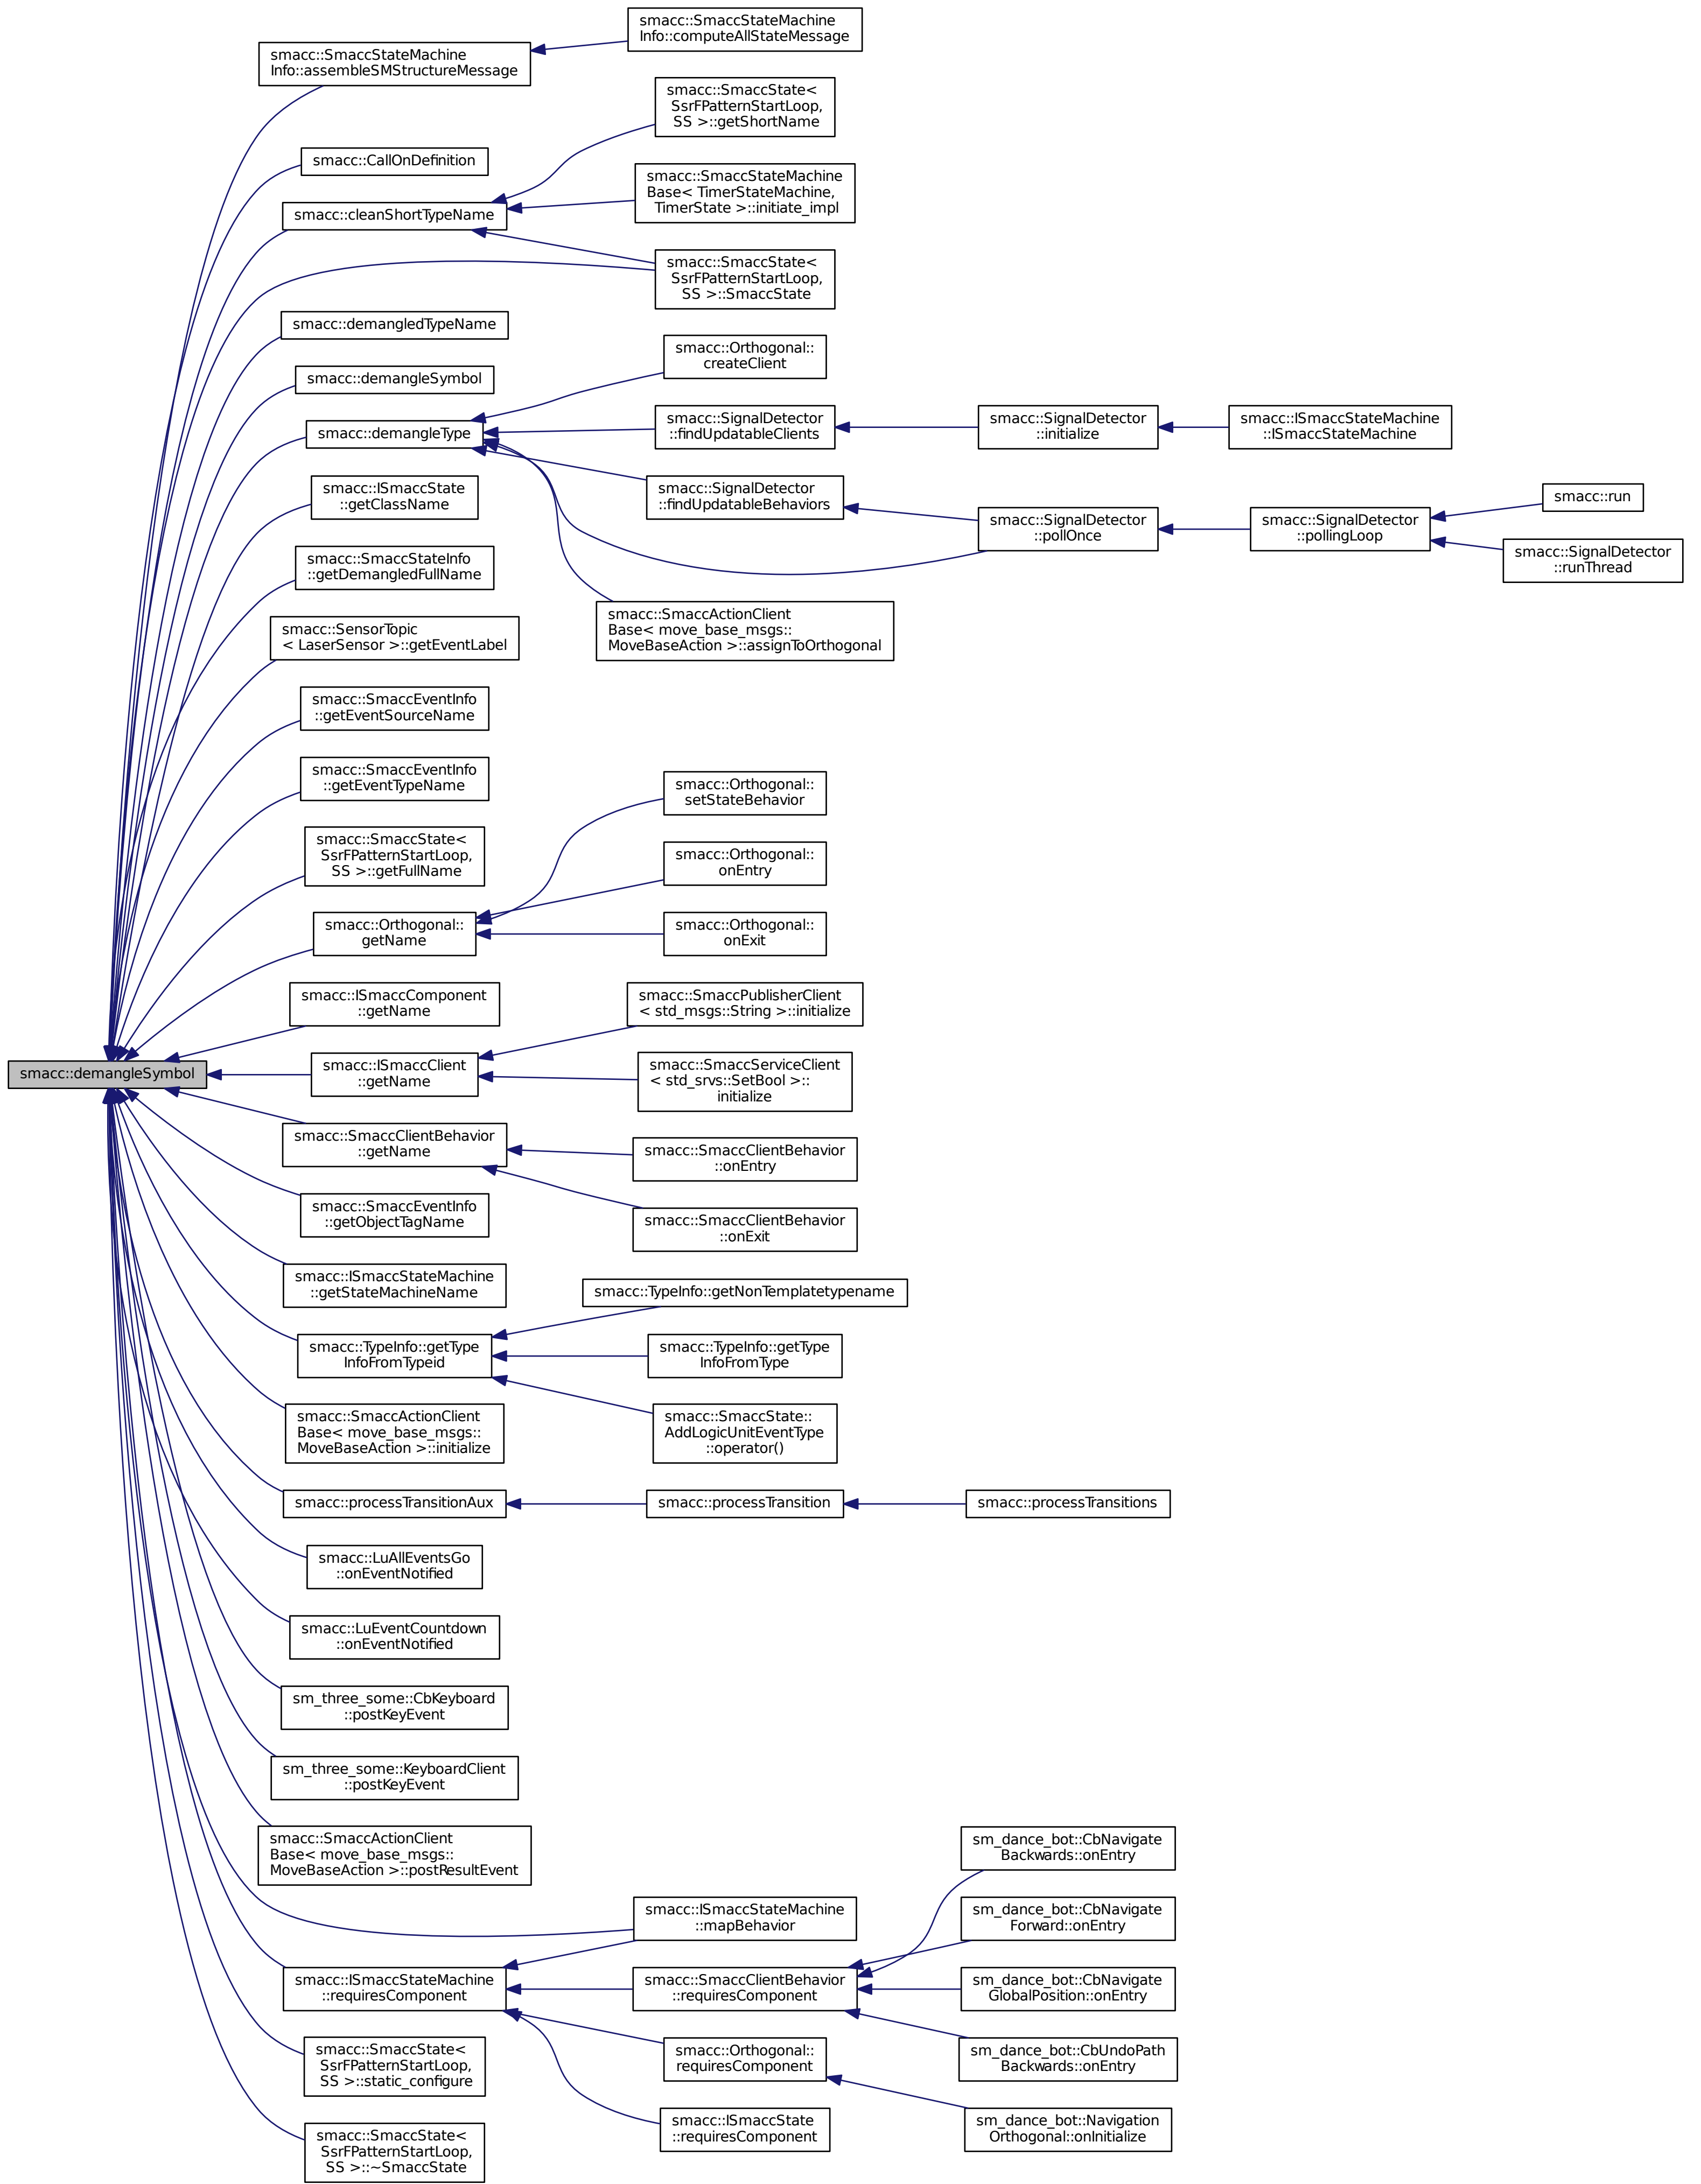 smacc::SmaccStateMachine
Info::computeAllStateMessage
smacc::SmaccStateMachine
Info::assembleSMStructureMessage
smacc::SmaccState<
SsrFPatternStartLoop,
SS >::getShortName
smacc::CallOnDefinition
smacc::SmaccStateMachine
Base< TimerStateMachine,
TimerState >::initiate_impl
smacc::cleanShortTypeName
smacc::SmaccState<
SsrFPatternStartLoop,
SS >::SmaccState
smacc::demangledTypeName
smacc::Orthogonal::
createClient
smacc::demangleSymbol
smacc::demangleType
smacc::SignalDetector
::findUpdatableClients
smacc::SignalDetector
::initialize
smacc::ISmaccStateMachine
::ISmaccStateMachine
smacc::ISmaccState
::getClassName
smacc::SignalDetector
::findUpdatableBehaviors
smacc::SignalDetector
::pollOnce
smacc::SignalDetector
::pollingLoop
smacc::run
smacc::SignalDetector
::runThread
smacc::SmaccStateInfo
::getDemangledFullName
smacc::SmaccActionClient
Base< move_base_msgs::
MoveBaseAction >::assignToOrthogonal
smacc::SensorTopic
< LaserSensor >::getEventLabel
smacc::SmaccEventInfo
::getEventSourceName
smacc::SmaccEventInfo
::getEventTypeName
smacc::Orthogonal::
setStateBehavior
smacc::SmaccState<
SsrFPatternStartLoop,
SS >::getFullName
smacc::Orthogonal::
onEntry
smacc::Orthogonal::
getName
smacc::Orthogonal::
onExit
smacc::ISmaccComponent
::getName
smacc::SmaccPublisherClient
< std_msgs::String >::initialize
smacc::demangleSymbol
smacc::ISmaccClient
::getName
smacc::SmaccServiceClient
< std_srvs::SetBool >::
initialize
smacc::SmaccClientBehavior
::getName
smacc::SmaccClientBehavior
::onEntry
smacc::SmaccEventInfo
::getObjectTagName
smacc::SmaccClientBehavior
::onExit
smacc::ISmaccStateMachine
::getStateMachineName
smacc::TypeInfo::getNonTemplatetypename
smacc::TypeInfo::getType
InfoFromTypeid
smacc::TypeInfo::getType
InfoFromType
smacc::SmaccActionClient
Base< move_base_msgs::
MoveBaseAction >::initialize
smacc::SmaccState::
AddLogicUnitEventType
::operator()
smacc::processTransitionAux
smacc::processTransition
smacc::processTransitions
smacc::LuAllEventsGo
::onEventNotified
smacc::LuEventCountdown
::onEventNotified
sm_three_some::CbKeyboard
::postKeyEvent
sm_three_some::KeyboardClient
::postKeyEvent
smacc::SmaccActionClient
Base< move_base_msgs::
MoveBaseAction >::postResultEvent
sm_dance_bot::CbNavigate
Backwards::onEntry
smacc::ISmaccStateMachine
::mapBehavior
sm_dance_bot::CbNavigate
Forward::onEntry
smacc::ISmaccStateMachine
::requiresComponent
smacc::SmaccClientBehavior
::requiresComponent
sm_dance_bot::CbNavigate
GlobalPosition::onEntry
smacc::SmaccState<
SsrFPatternStartLoop,
SS >::static_configure
smacc::Orthogonal::
requiresComponent
sm_dance_bot::CbUndoPath
Backwards::onEntry
smacc::ISmaccState
::requiresComponent
sm_dance_bot::Navigation
Orthogonal::onInitialize
smacc::SmaccState<
SsrFPatternStartLoop,
SS >::~SmaccState